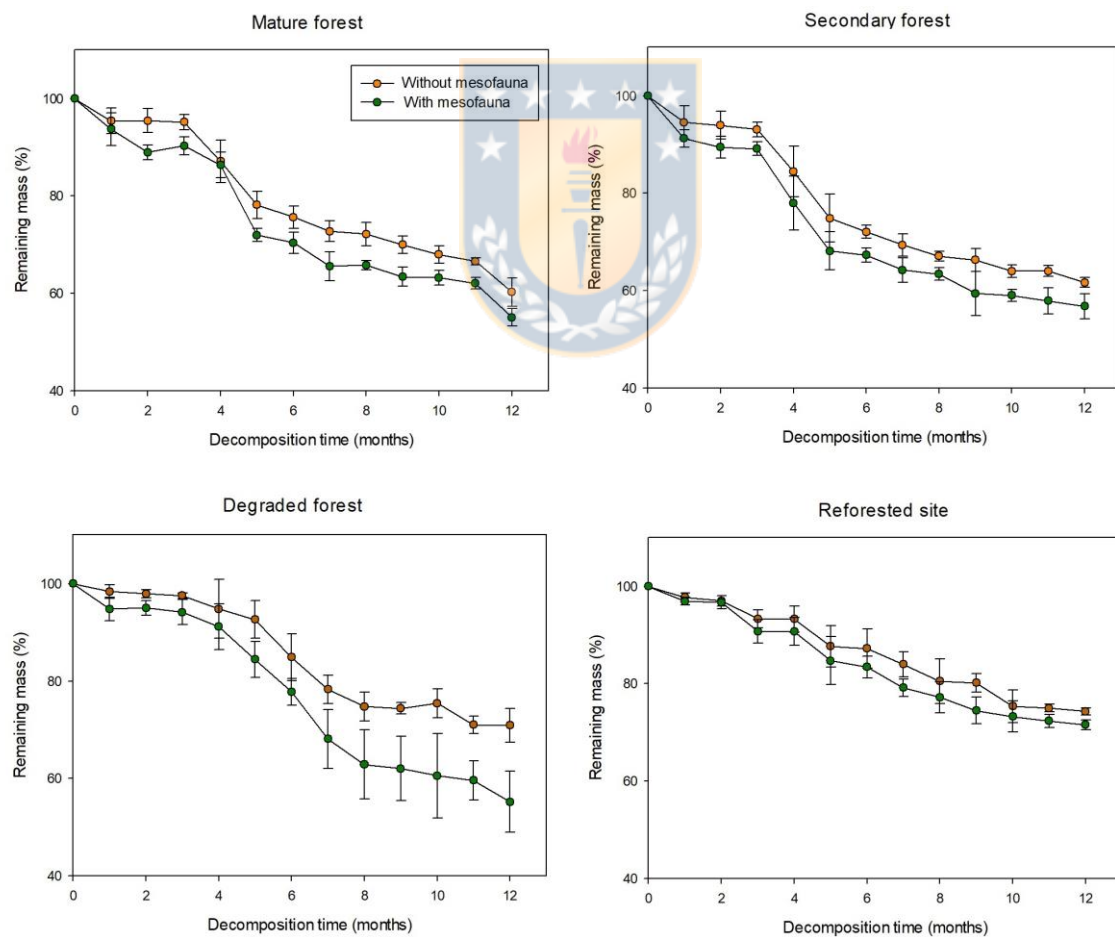 Mature forest
Without mesofauna
With mesofauna
Remaining mass (%)
100
80
60
40
0 2 4 6 8 10 12
Decomposition time (months)
Secondary forest
Remaining mass (%)
100
80
60
40
0 2 4 6 8 10 12
Decomposition time (months)
Degraded forest
Remaining mass (%)
100
80
60
40
0 2 4 6 8 10 12
Decomposition time (months)
Reforested site
Remaining mass (%)
100
80
60
40
0 2 4 6 8 10 12
Decomposition time (months)